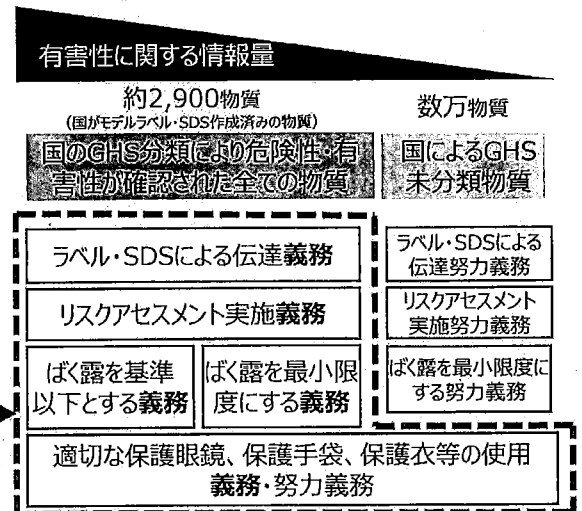 有害性に関する情報量
約2,900物質
(国がモデルラベル・SDS作成済みの物質)
国のGHS分類により危険性・有
害性が確認された全ての物質
数万物質
国によるGHS
未分類物質
ラベル・SDSによる伝達義務
リスクアセスメント実施義務
ばく露を基準
以下とする義務
ばく露を最小限
度にする義務
ラベル・SDSによる
伝達努力義務
リスクアセスメント
実施努力義務
ばく露を最小限度に
する努力義務
適切な保護眼鏡、保護手袋、保護衣等の使用
義務・努力義務